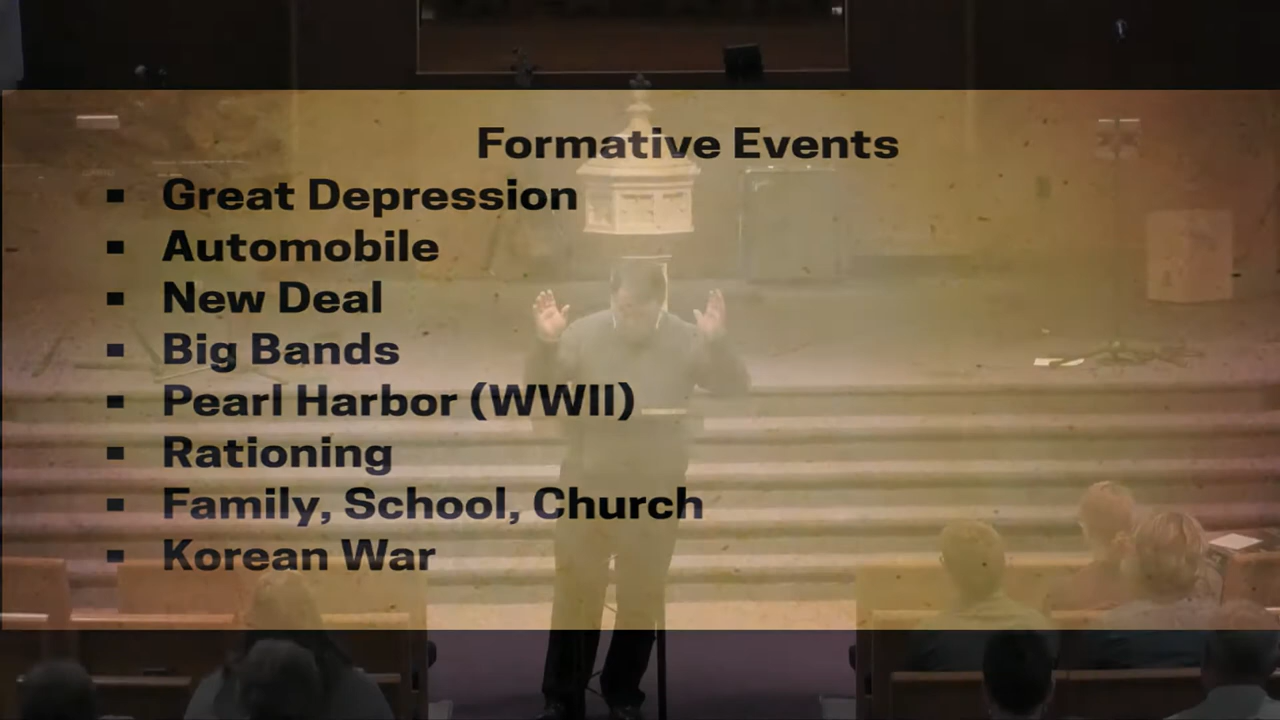 Formative Events
▪ Great Depression
▪ Automobile
▪ New Deal
▪ Big Bands
▪ Pearl Harbor (WWII)
▪ Rationing
▪ Family, School, Church
▪ Korean War